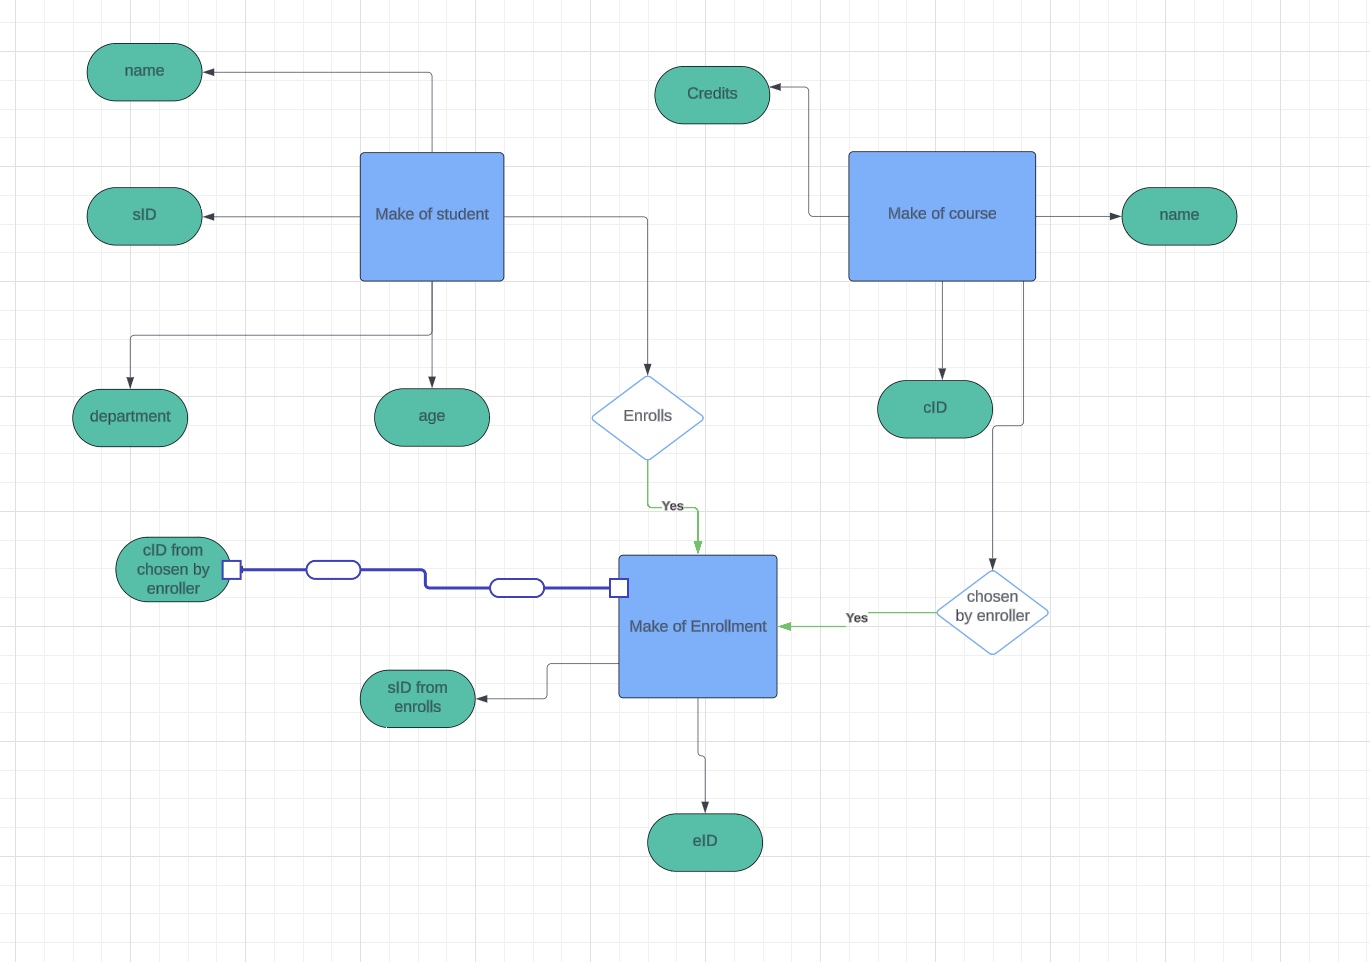 name
Credits
Make of student
Make of course
sID
name
department
age
Enrolls
cID
Yes
cID from
chosen by
enroller
chosen
by enroller
Make of Enrollment
Yes
sID from
enrolls
eID